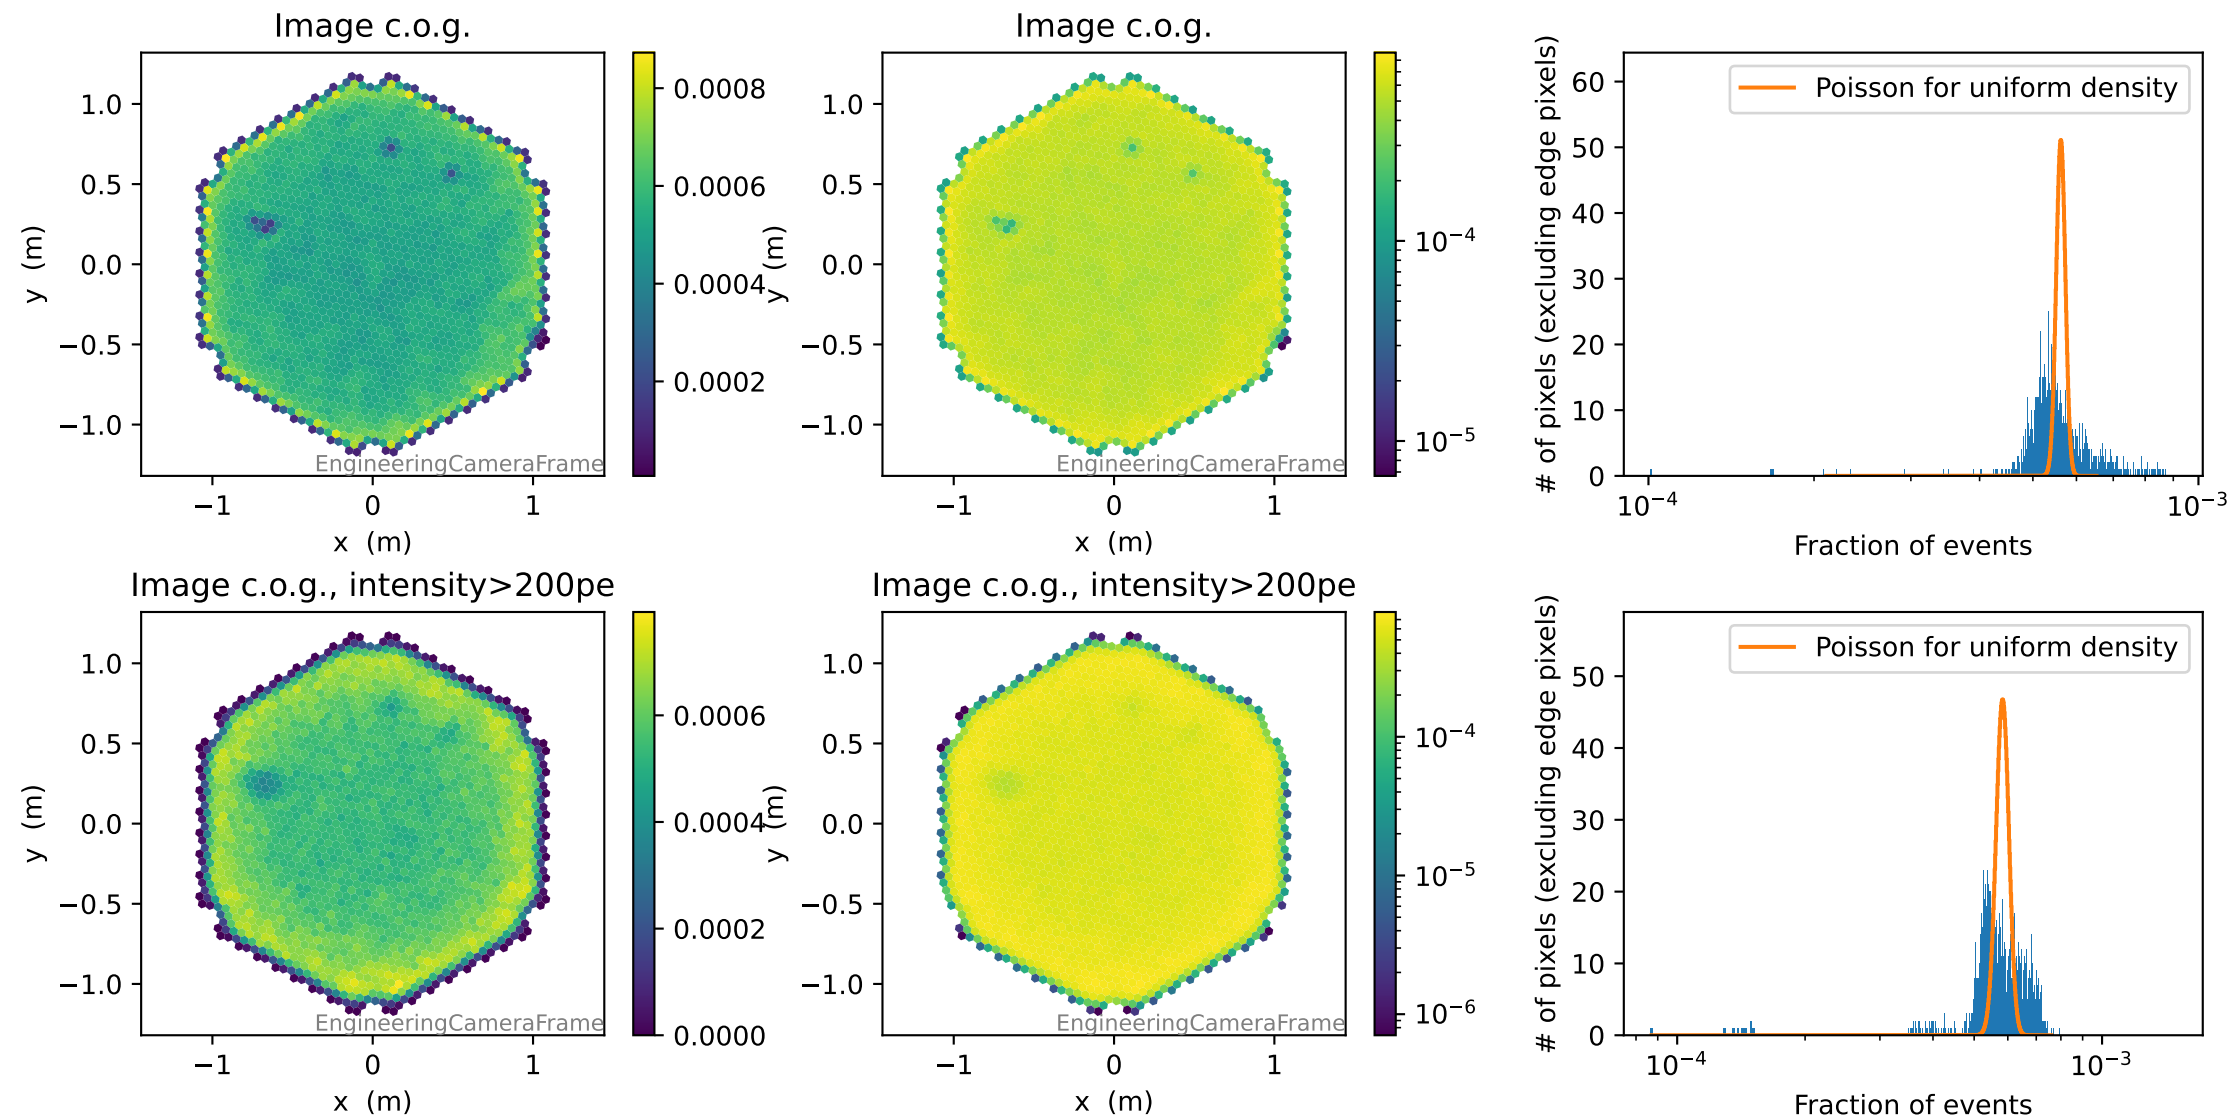 Image c.o.g.
1.0
0.5
0.0
−0.5
−1.0
y (m)
−1
0
1
x (m)
EngineeringCameraFrame
0.0008
0.0006
0.0004
0.0002
Image c.o.g.
1.0
0.5
0.0
−0.5
−1.0
y (m)
−1
0
1
x (m)
EngineeringCameraFrame
10⁻⁴
10⁻⁵
# of pixels (excluding edge pixels)
60
50
40
30
20
10
0
Poisson for uniform density
10⁻⁴
10⁻³
Fraction of events
Image c.o.g., intensity>200pe
1.0
0.5
0.0
−0.5
−1.0
y (m)
−1
0
1
x (m)
EngineeringCameraFrame
0.0006
0.0004
0.0002
0.0000
Image c.o.g., intensity>200pe
1.0
0.5
0.0
−0.5
−1.0
y (m)
−1
0
1
x (m)
EngineeringCameraFrame
10⁻⁴
10⁻⁵
10⁻⁶
# of pixels (excluding edge pixels)
50
40
30
20
10
0
Poisson for uniform density
10⁻⁴
10⁻³
Fraction of events